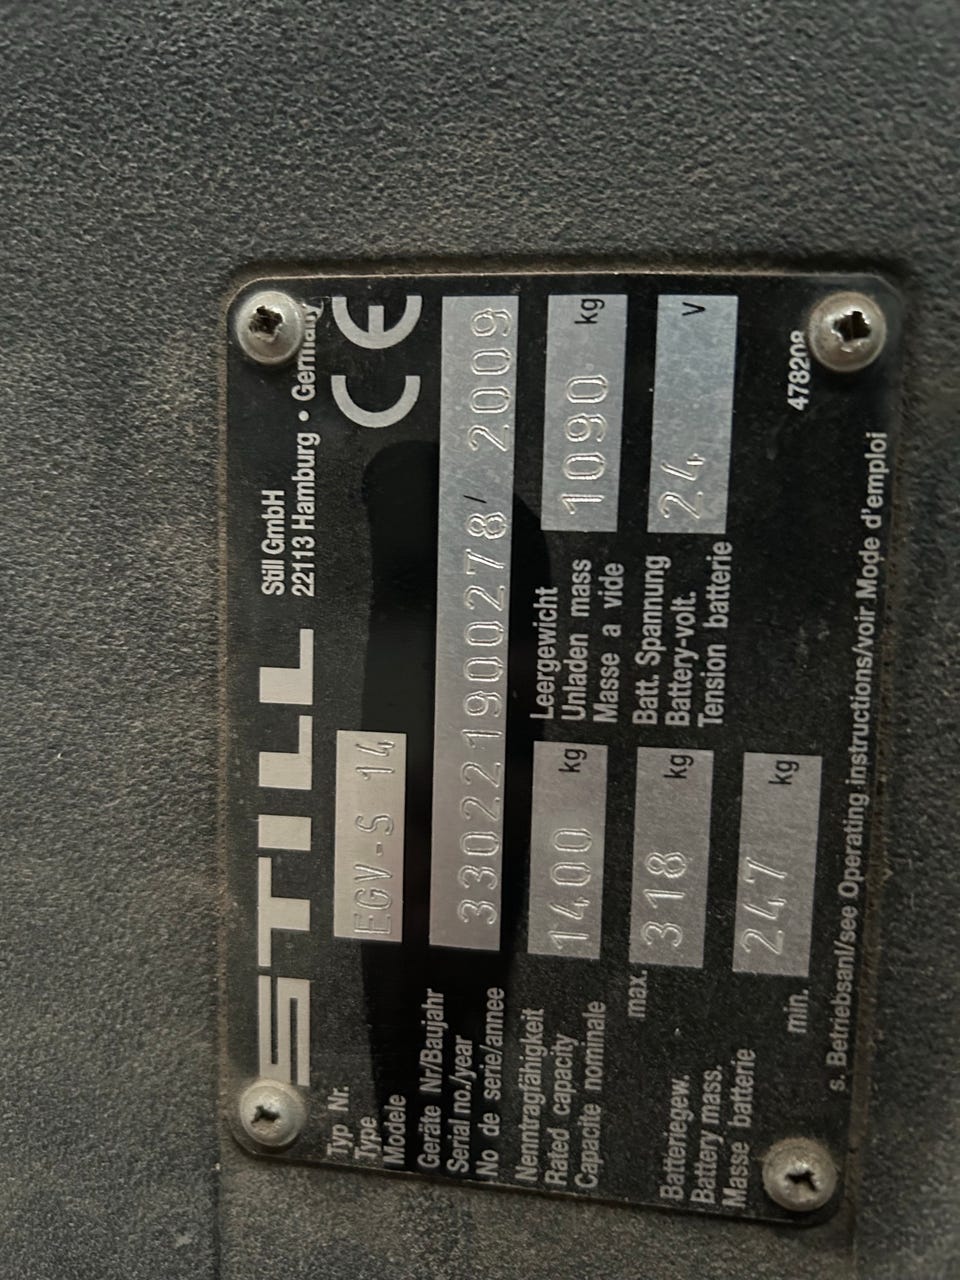 STILL
Still GmbH
22113 Hamburg • Germany
CE
Typ Nr.
Type
Modele
EGV-S 14
Geräte Nr/Baujahr
Serial no./year
No de serie/annee
330221900278/ 2009
Nenntragfähigkeit
Rated capacity
Capacite nominale
1400 kg
Leergewicht
Unladen mass
Masse a vide
1090 kg
Batteriegew.
Battery mass.
Masse batterie
max. 318 kg
min. 247 kg
Batt. Spannung
Battery-volt.
Tension batterie
24 V
478208
s. Betriebsanl/see Operating instructions/voir Mode d'emploi